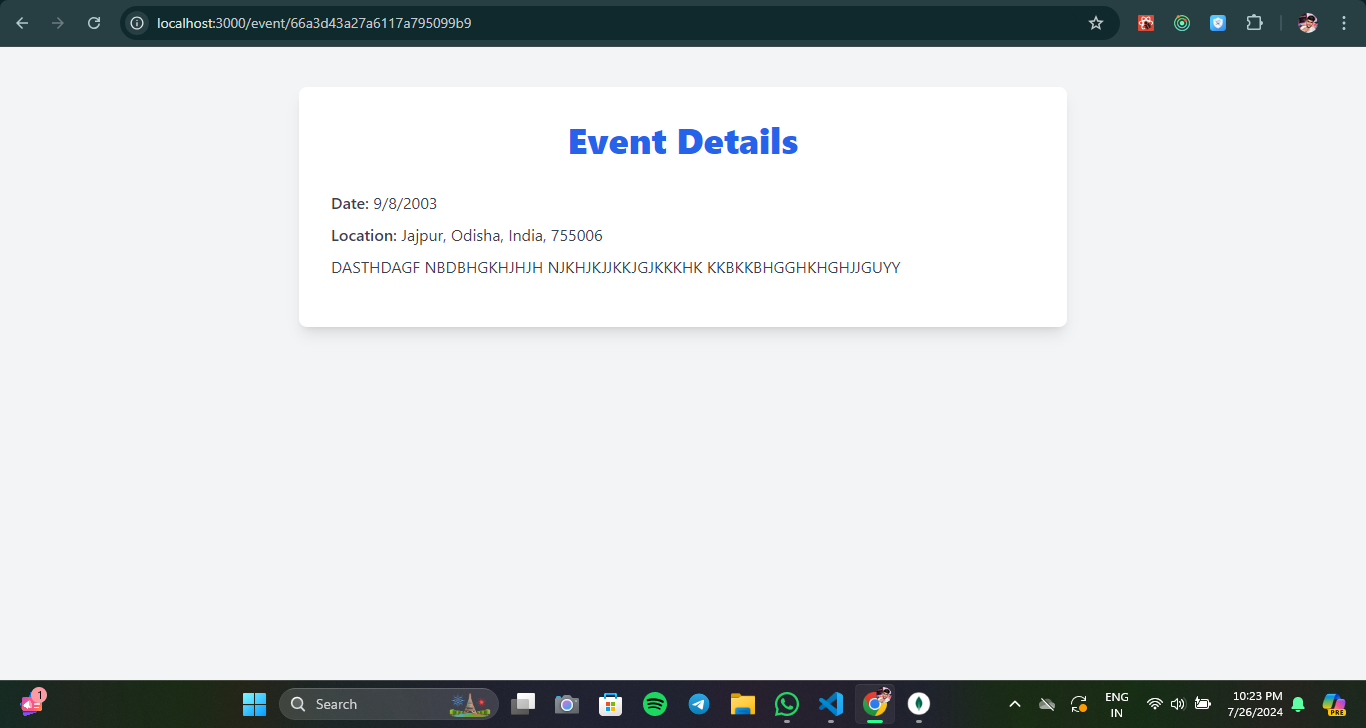 localhost:3000/event/66a3d43a27a6117a795099b9
Event Details
Date: 9/8/2003
Location: Jajpur, Odisha, India, 755006
DASTHDAGF NBDBHGKHJHJH NJKHJKJJKKJGJKKKHK KKBKKBHGGHKHGHJJGUYY
1
Search
ENG
IN
10:23 PM
7/26/2024
PRE